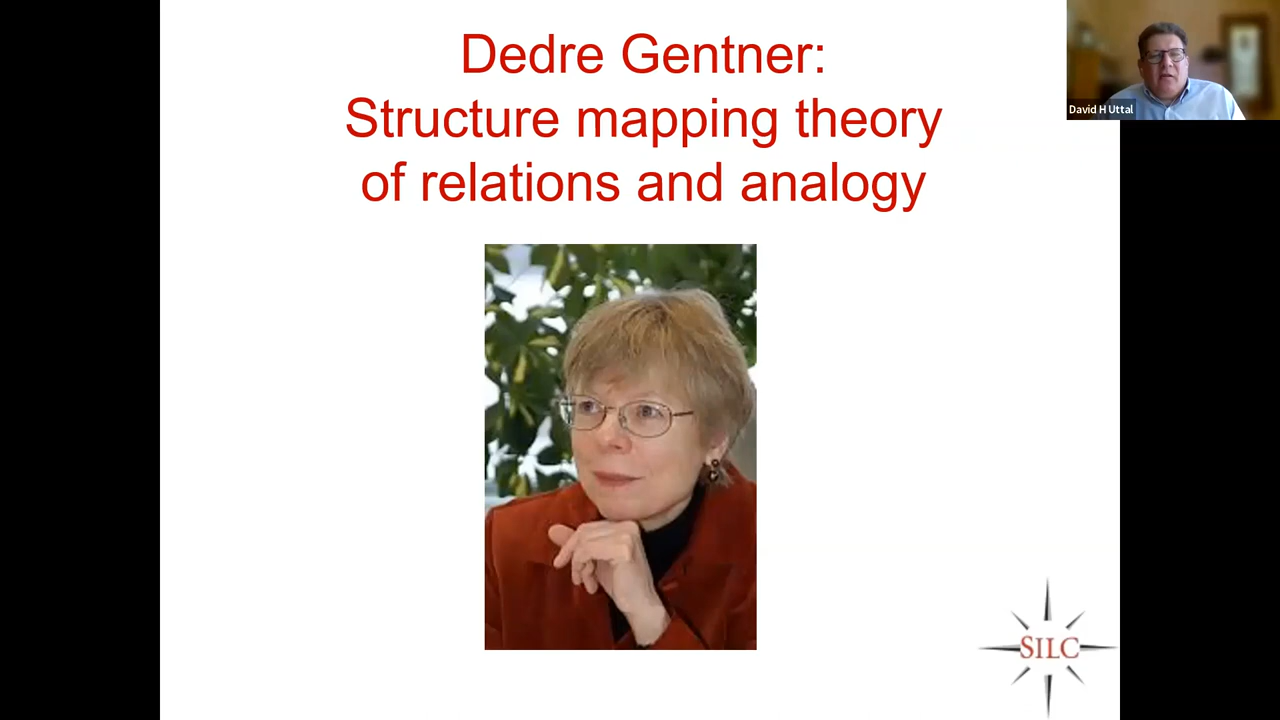 Dedre Gentner:
Structure mapping theory
of relations and analogy
David H Uttal
SILC